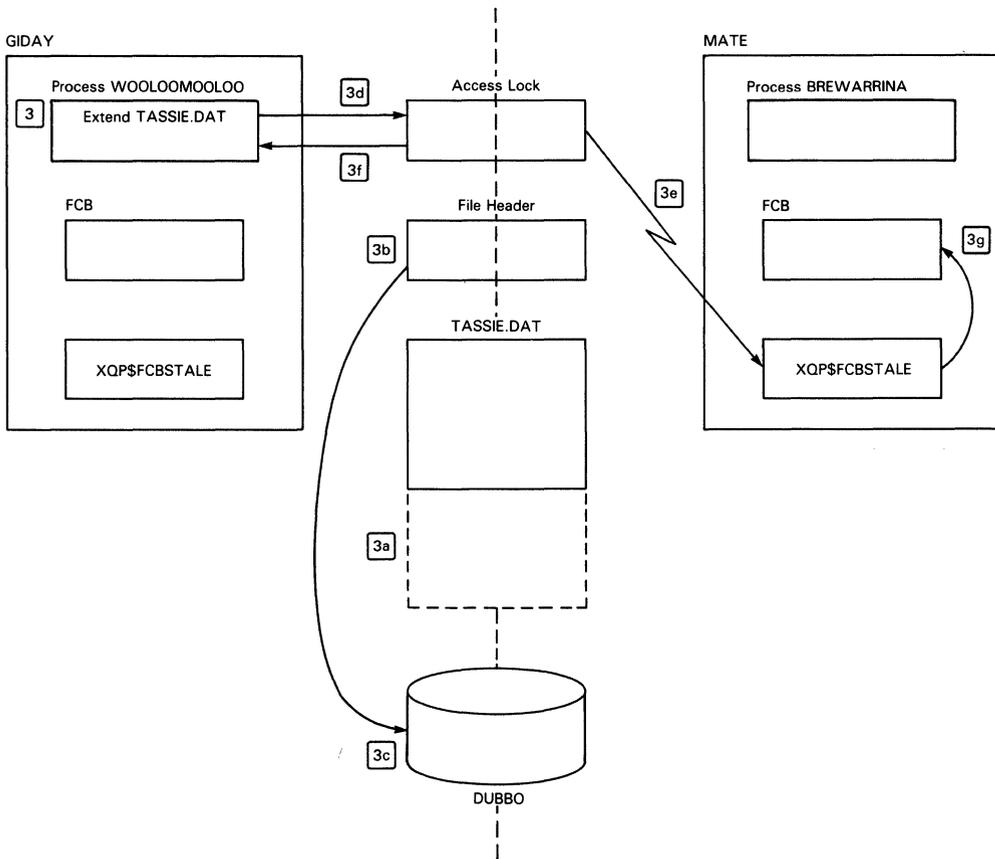 GIDAY
MATE
Process WOOLOOMOOLOO
Access Lock
Process BREWARRINA
3
Extend TASSIE.DAT
3d
3f
3e
FCB
File Header
FCB
3b
3g
TASSIE.DAT
XQP$FCBSTALE
XQP$FCBSTALE
3a
3c
DUBBO